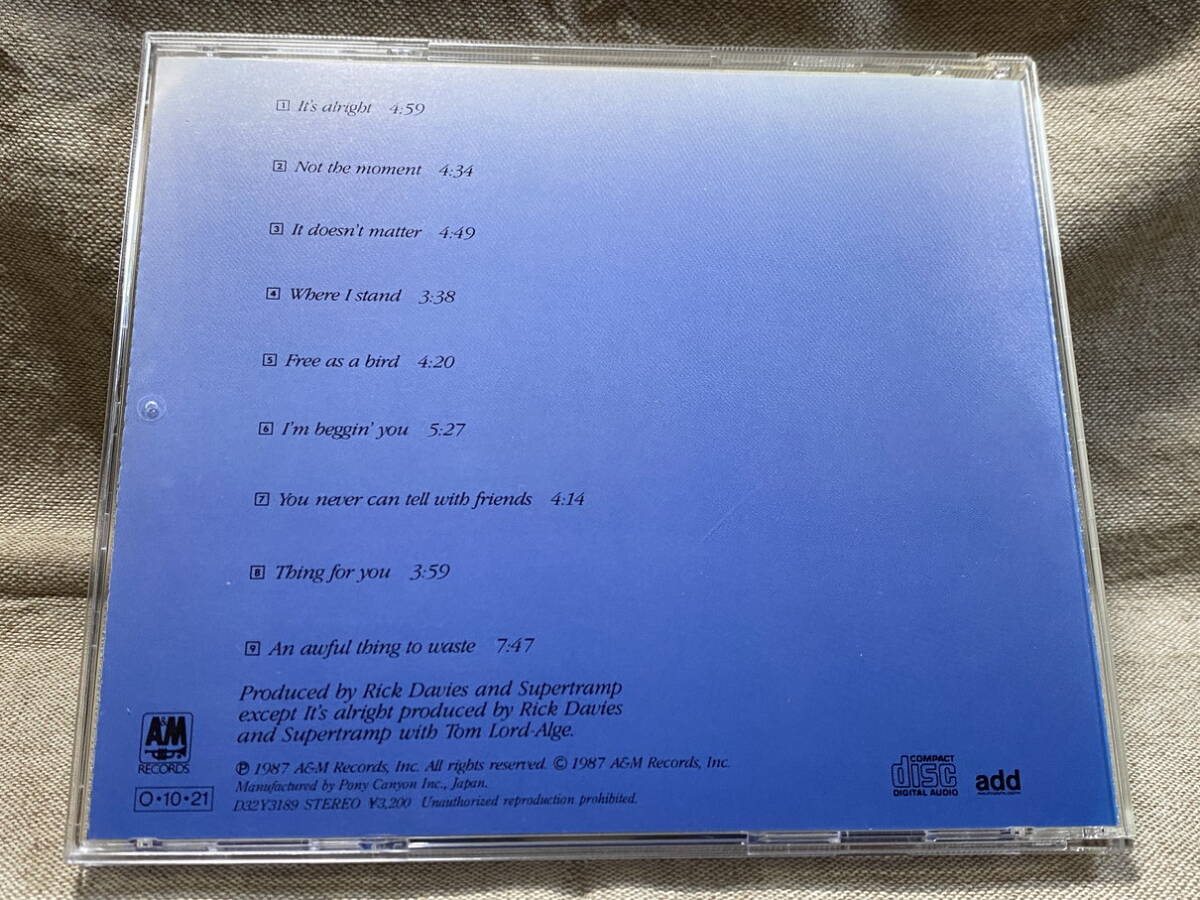 1 It's alright 4:59
2 Not the moment 4:34
3 It doesn't matter 4:49
4 Where I stand 3:38
5 Free as a bird 4:20
6 I'm beggin' you 5:27
7 You never can tell with friends 4:14
8 Thing for you 3:59
9 An awful thing to waste 7:47
Produced by Rick Davies and Supertramp
except It's alright produced by Rick Davies
and Supertramp with Tom Lord-Alge.
A&M
RECORDS
℗ 1987 A&M Records, Inc. All rights reserved. © 1987 A&M Records, Inc.
Manufactured by Pony Canyon Inc., Japan.
O・10・21
D32Y3189 STEREO ¥3,200 Unauthorized reproduction prohibited.
COMPACT
disc
DIGITAL AUDIO
add